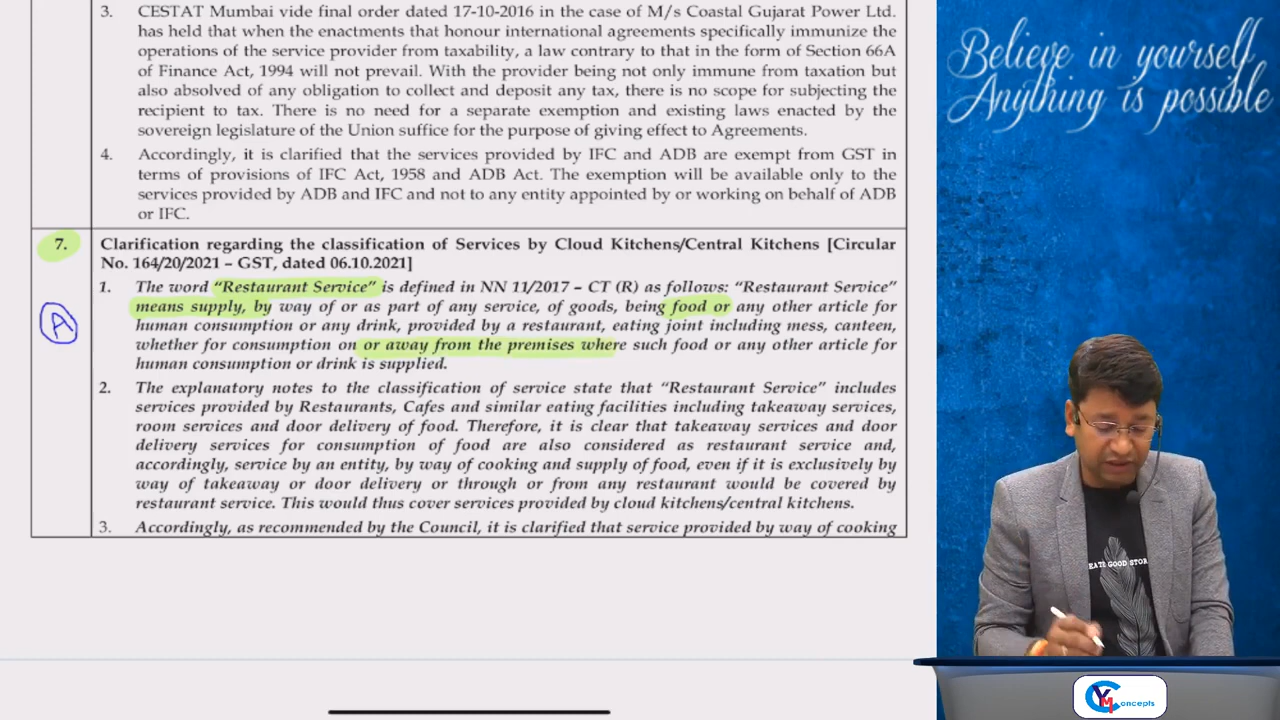 3. CESTAT Mumbai vide final order dated 17-10-2016 in the case of M/s Coastal Gujarat Power Ltd.
has held that when the enactments that honour international agreements specifically immunize the
operations of the service provider from taxability, a law contrary to that in the form of Section 66A
of Finance Act, 1994 will not prevail. With the provider being not only immune from taxation but
also absolved of any obligation to collect and deposit any tax, there is no scope for subjecting the
recipient to tax. There is no need for a separate exemption and existing laws enacted by the
sovereign legislature of the Union suffice for the purpose of giving effect to Agreements.
4. Accordingly, it is clarified that the services provided by IFC and ADB are exempt from GST in
terms of provisions of IFC Act, 1958 and ADB Act. The exemption will be available only to the
services provided by ADB and IFC and not to any entity appointed by or working on behalf of ADB
or IFC.
7. Clarification regarding the classification of Services by Cloud Kitchens/Central Kitchens [Circular
No. 164/20/2021 – GST, dated 06.10.2021]
1. The word “Restaurant Service” is defined in NN 11/2017 – CT (R) as follows: “Restaurant Service”
means supply, by way of or as part of any service, of goods, being food or any other article for
human consumption or any drink, provided by a restaurant, eating joint including mess, canteen,
whether for consumption on or away from the premises where such food or any other article for
human consumption or drink is supplied.
A
2. The explanatory notes to the classification of service state that “Restaurant Service” includes
services provided by Restaurants, Cafes and similar eating facilities including takeaway services,
room services and door delivery of food. Therefore, it is clear that takeaway services and door
delivery services for consumption of food are also considered as restaurant service and,
accordingly, service by an entity, by way of cooking and supply of food, even if it is exclusively by
way of takeaway or door delivery or through or from any restaurant would be covered by
restaurant service. This would thus cover services provided by cloud kitchens/central kitchens.
3. Accordingly, as recommended by the Council, it is clarified that service provided by way of cooking
Believe in yourself
Anything is possible
EATE GOOD STOR
YM Concepts